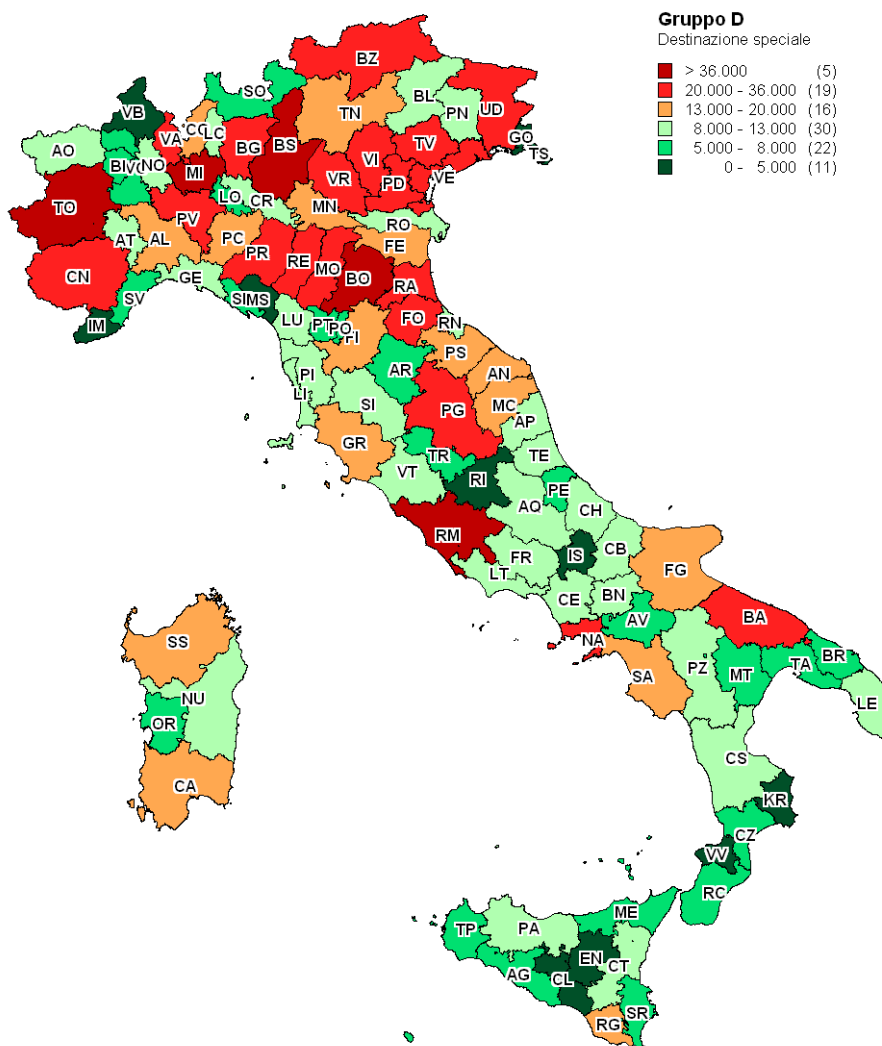 Gruppo D
Destinazione speciale
> 36.000 (5)
20.000 - 36.000 (19)
13.000 - 20.000 (16)
8.000 - 13.000 (30)
5.000 - 8.000 (22)
0 - 5.000 (11)
BZ
SO
BL
VB
TN
PN
UD
CO
LC
VA
GO
AO
BG
BS
TV
TS
BI
VC
NO
VI
MI
VR
PD
VE
LO
CR
TO
PV
MN
RO
AT
AL
PC
FE
PR
RE
CN
GE
MO
BO
RA
SV
SP
MS
FO
IM
LU
PT
PO
FI
RN
PS
AR
PI
AN
LI
SI
PG
MC
AP
GR
TR
TE
VT
RI
PE
AQ
CH
RM
IS
CB
FR
FG
LT
CE
BN
BA
AV
NA
SS
PZ
BR
SA
MT
TA
NU
LE
OR
CS
CA
KR
CZ
VV
RC
ME
TP
PA
EN
CT
AG
CL
SR
RG